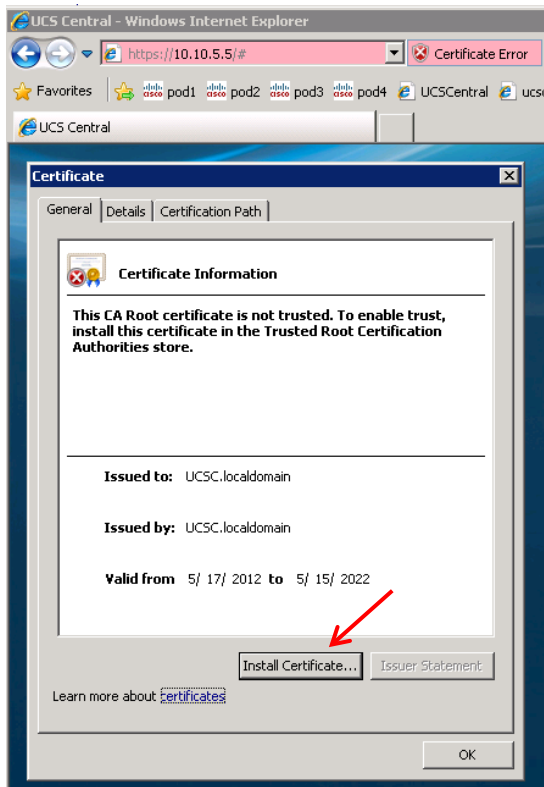 UCS Central - Windows Internet Explorer
https://10.10.5.5/#
Certificate Error
Favorites
cisco pod1
cisco pod2
cisco pod3
cisco pod4
UCSCentral
ucs
UCS Central
Certificate
General
Details
Certification Path
Certificate Information
This CA Root certificate is not trusted. To enable trust,
install this certificate in the Trusted Root Certification
Authorities store.
Issued to: UCSC.localdomain
Issued by: UCSC.localdomain
Valid from 5/ 17/ 2012 to 5/ 15/ 2022
Install Certificate...
Issuer Statement
Learn more about certificates
OK